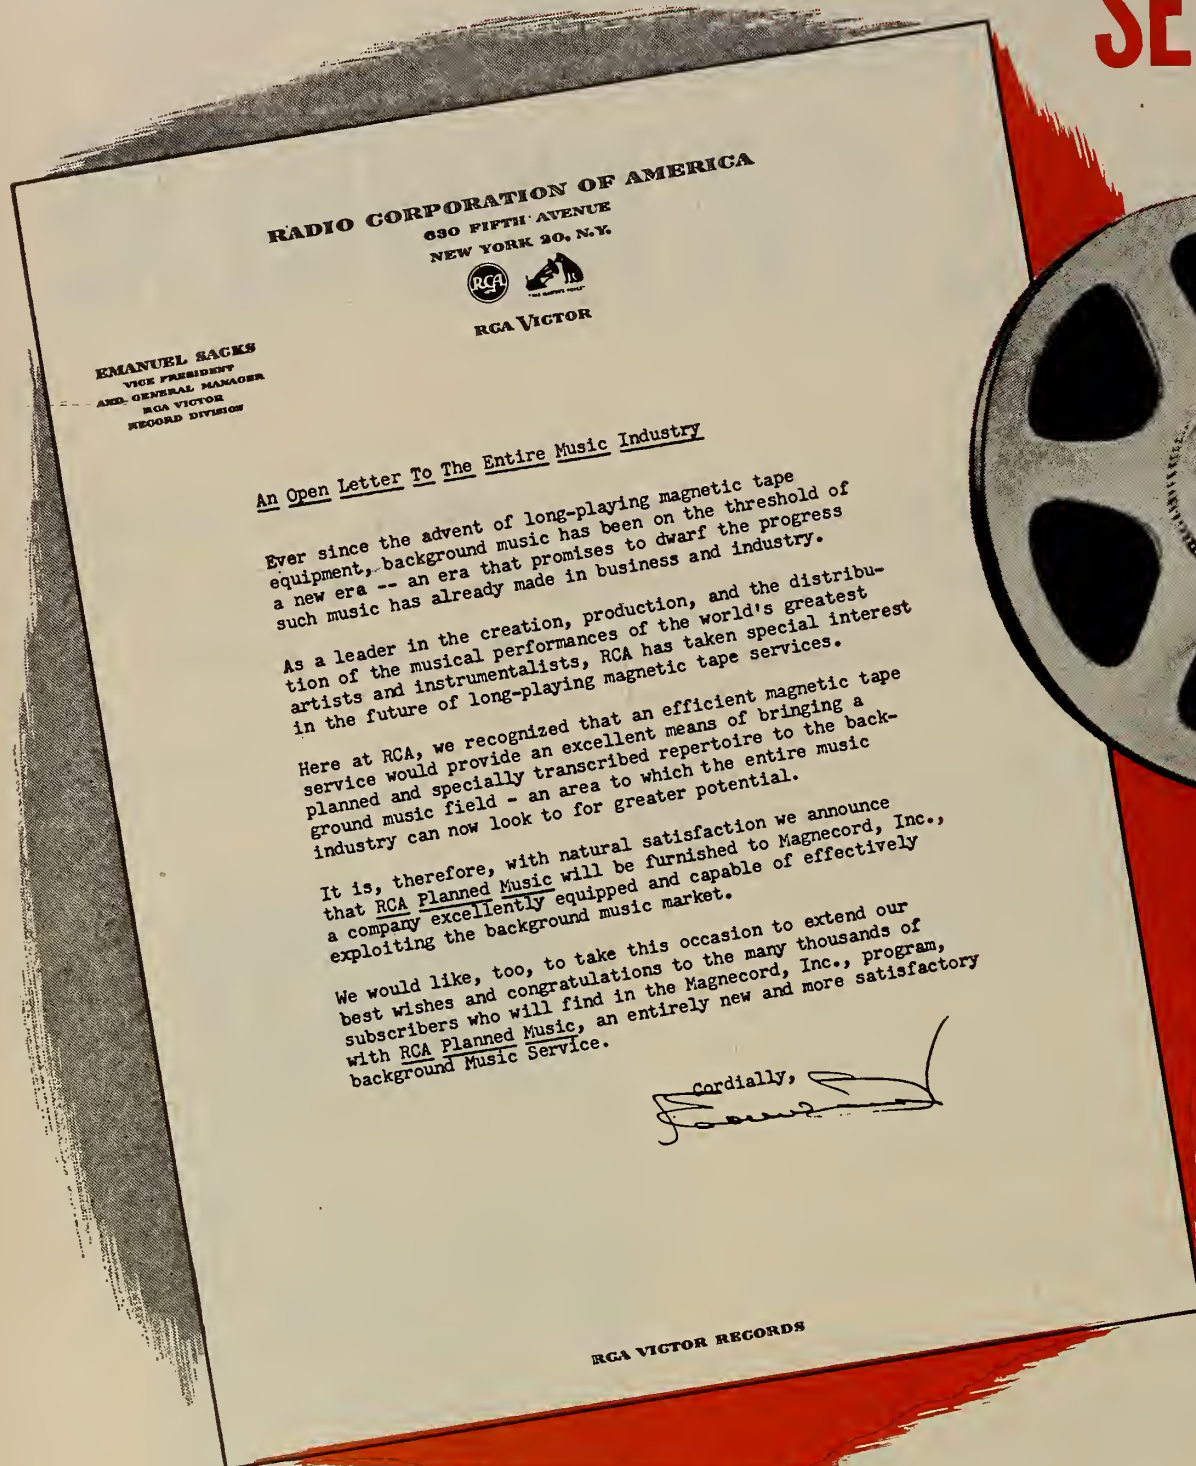 SE
RADIO CORPORATION OF AMERICA
630 FIFTH AVENUE
NEW YORK 20, N.Y.
RCA
"HIS MASTER'S VOICE"
RCA VICTOR
EMANUEL SACKS
VICE PRESIDENT
AND GENERAL MANAGER
RCA VICTOR
RECORD DIVISION
An Open Letter To The Entire Music Industry
Ever since the advent of long-playing magnetic tape
equipment, background music has been on the threshold of
a new era -- an era that promises to dwarf the progress
such music has already made in business and industry.
As a leader in the creation, production, and the distribu-
tion of the musical performances of the world's greatest
artists and instrumentalists, RCA has taken special interest
in the future of long-playing magnetic tape services.
Here at RCA, we recognized that an efficient magnetic tape
service would provide an excellent means of bringing a
planned and specially transcribed repertoire to the back-
ground music field - an area to which the entire music
industry can now look to for greater potential.
It is, therefore, with natural satisfaction we announce
that RCA Planned Music will be furnished to Magnecord, Inc.,
a company excellently equipped and capable of effectively
exploiting the background music market.
We would like, too, to take this occasion to extend our
best wishes and congratulations to the many thousands of
subscribers who will find in the Magnecord, Inc., program,
with RCA Planned Music, an entirely new and more satisfactory
background Music Service.
Cordially,
RCA VICTOR RECORDS